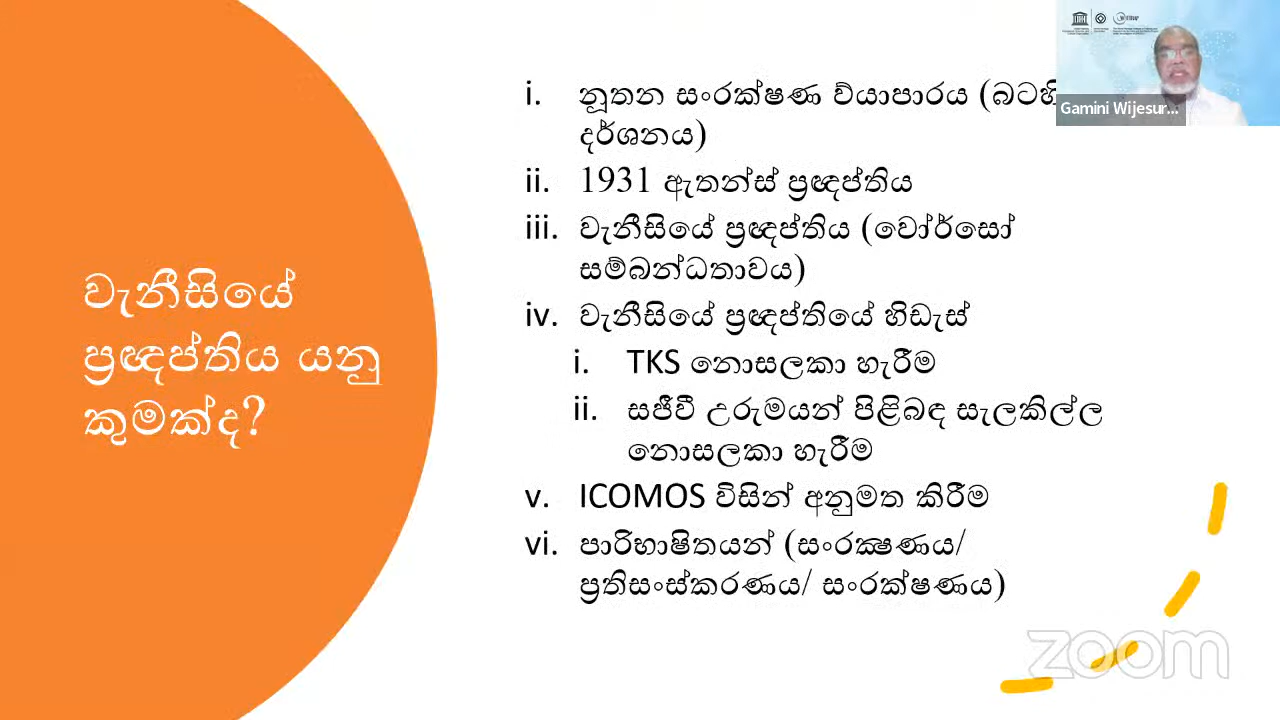 වැනීසියේ
ප්‍රඥප්තිය යනු
කුමක්ද?
i. නූතන සංරක්ෂණ ව්යාපාරය
දර්ශනය)
ii. 1931 ඇතන්ස් ප්‍රඥප්තිය
iii. වැනීසියේ ප්‍රඥප්තිය (වෝර්සෝ
සම්බන්ධතාවය)
iv. වැනීසියේ ප්‍රඥප්තියේ හිඩැස්
i. TKS නොසලකා හැරීම
ii. සජීවී උරුමයන් පිළිබඳ සැලකිල්ල
නොසලකා හැරීම
v. ICOMOS විසින් අනුමත කිරීම
vi. පාරිභාෂිතයන් (සංරක්‍ෂණය/
ප්‍රතිසංස්කරණය/ සංරක්ෂණය)
Gamini Wijesur...
zoom